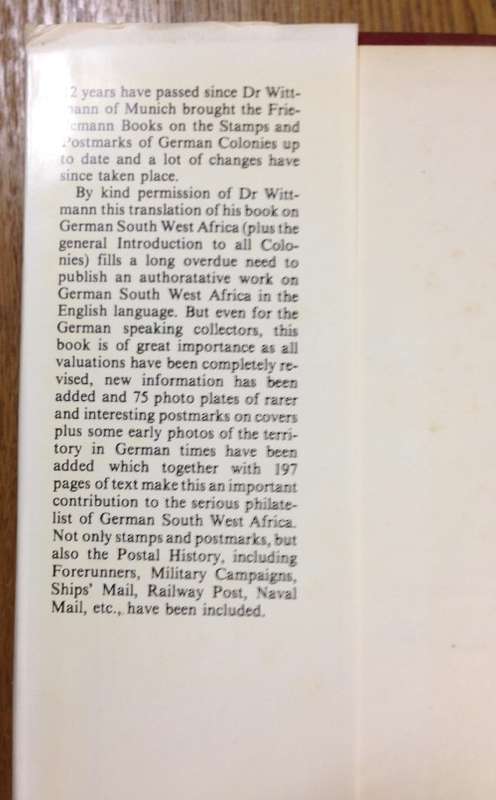 2 years have passed since Dr Witt-
mann of Munich brought the Frie-
demann Books on the Stamps and
Postmarks of German Colonies up
to date and a lot of changes have
since taken place.
By kind permission of Dr Witt-
mann this translation of his book on
German South West Africa (plus the
general Introduction to all Colo-
nies) fills a long overdue need to
publish an authoratative work on
German South West Africa in the
English language. But even for the
German speaking collectors, this
book is of great importance as all
valuations have been completely re-
vised, new information has been
added and 75 photo plates of rarer
and interesting postmarks on covers
plus some early photos of the terri-
tory in German times have been
added which together with 197
pages of text make this an important
contribution to the serious philate-
list of German South West Africa.
Not only stamps and postmarks, but
also the Postal History, including
Forerunners, Military Campaigns,
Ships' Mail, Railway Post, Naval
Mail, etc., have been included.